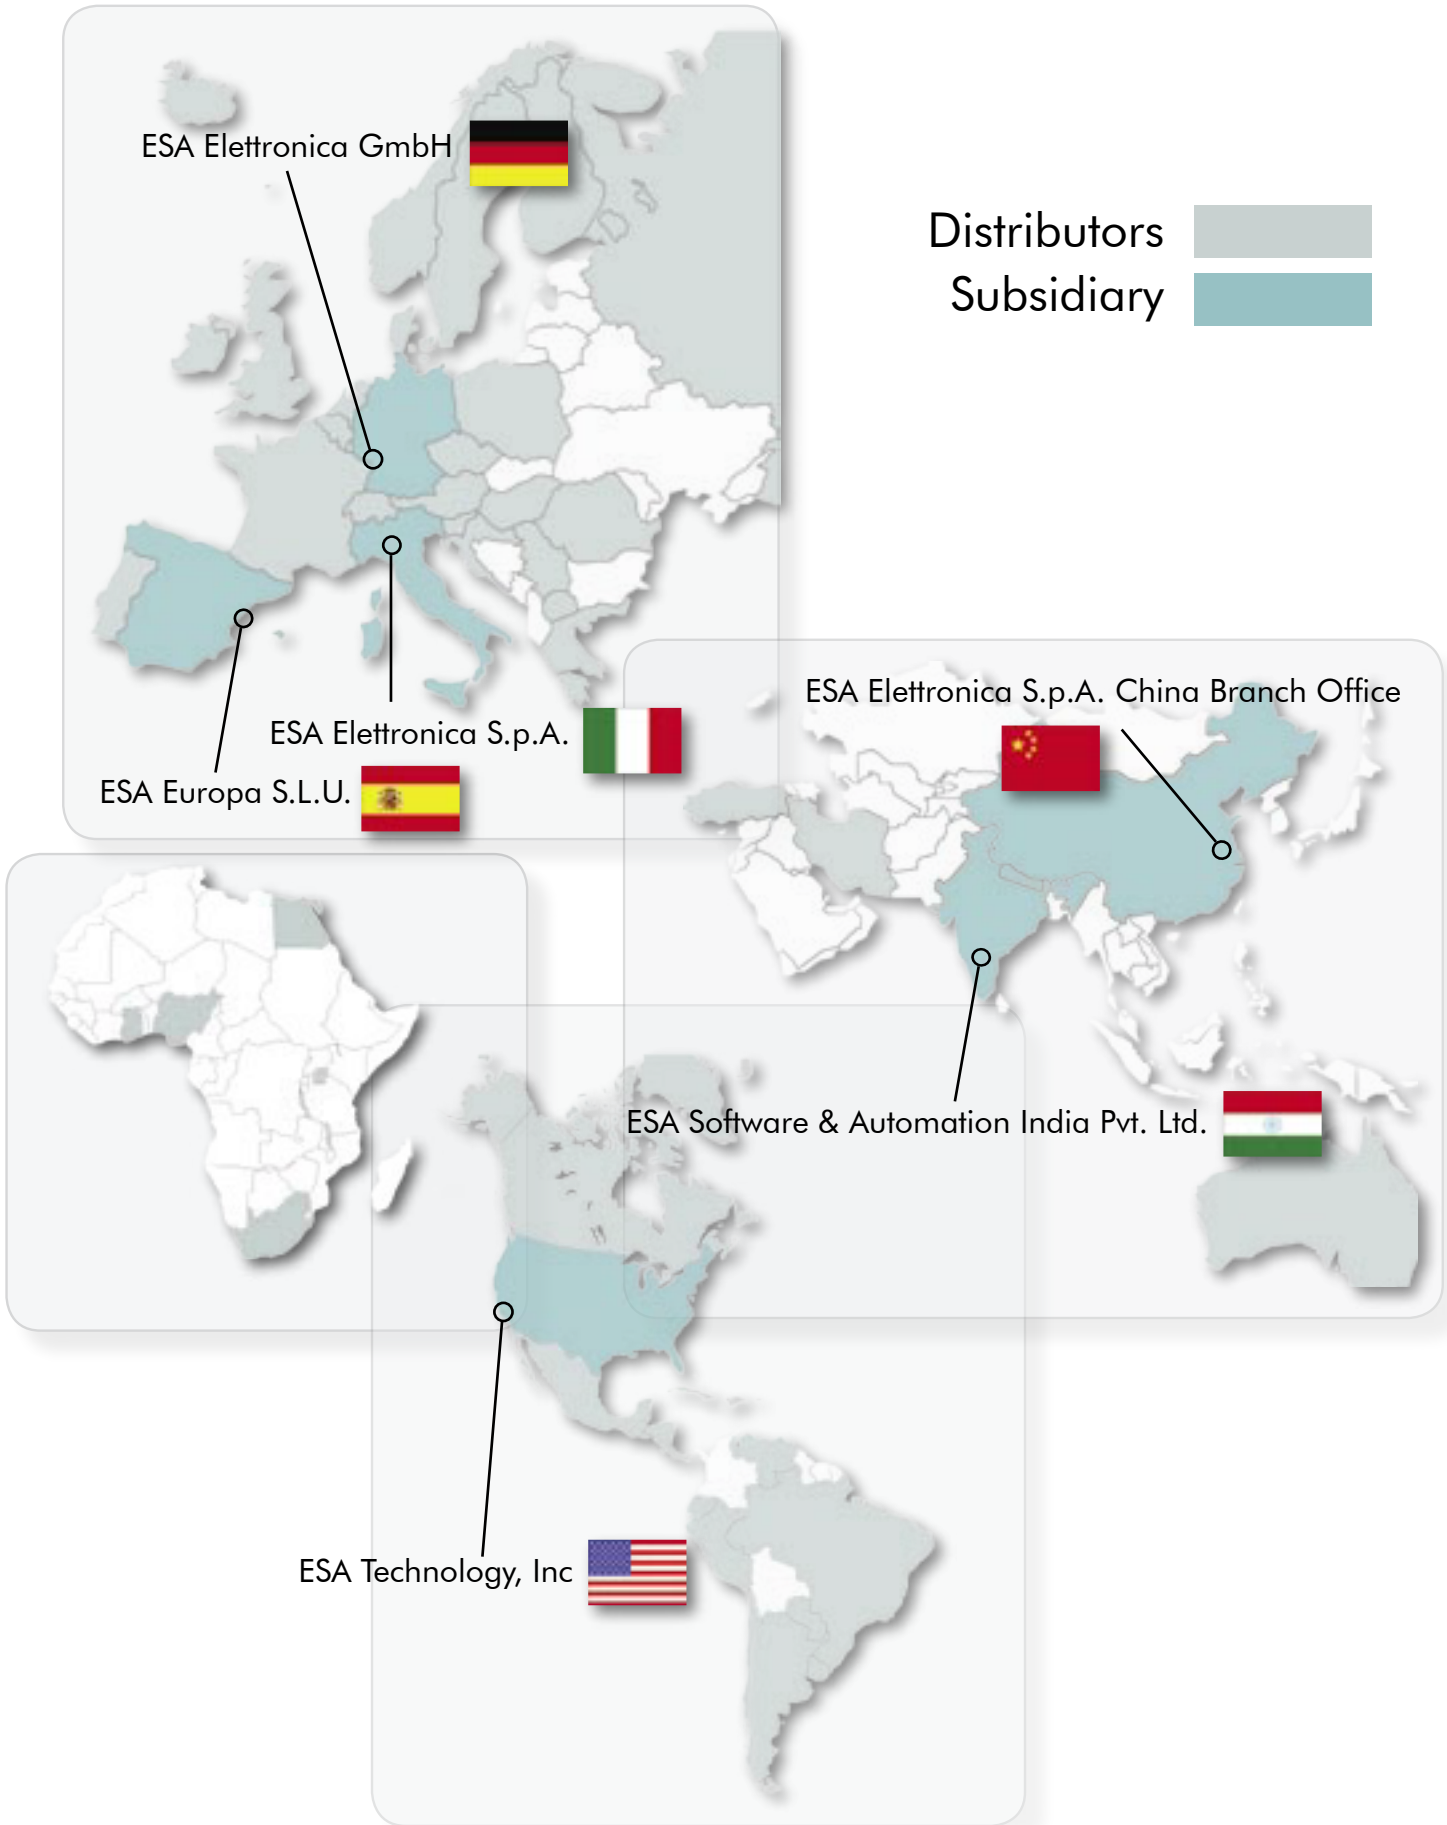 ESA Elettronica GmbH
Distributors
Subsidiary
ESA Elettronica S.p.A. China Branch Office
ESA Elettronica S.p.A.
ESA Europa S.L.U.
ESA Software & Automation India Pvt. Ltd.
ESA Technology, Inc